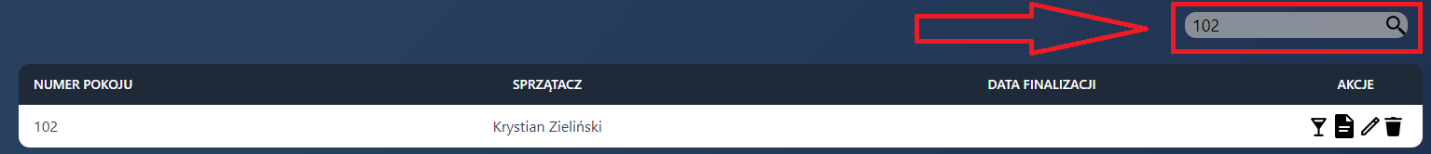 102
NUMER POKOJU SPRZĄTACZ DATA FINALIZACJI AKCJE
102 Krystian Zieliński